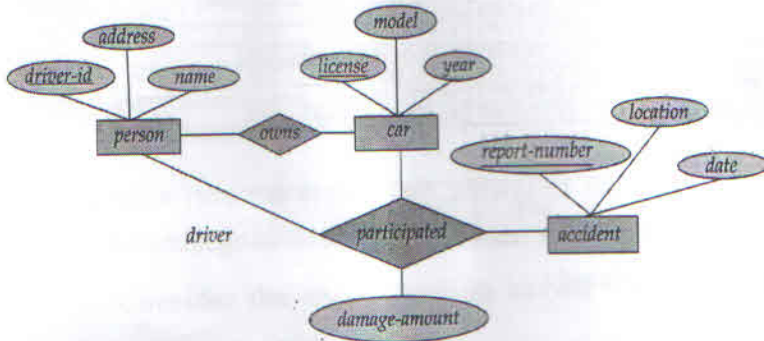 model
address
license
year
driver-id
name
location
person
owns
car
report-number
date
driver
participated
accident
damage-amount